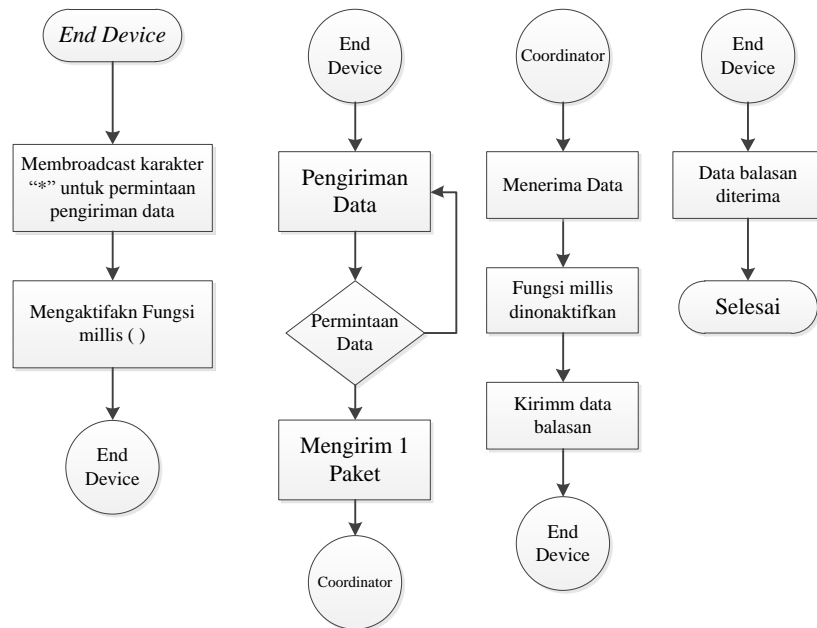 End Device
Membroadcast karakter
“*” untuk permintaan
pengiriman data
Mengaktifakn Fungsi
millis ( )
End
Device
End
Device
Pengiriman
Data
Permintaan
Data
Mengirim 1
Paket
Coordinator
Coordinator
Menerima Data
Fungsi millis
dinonaktifkan
Kirimm data
balasan
End
Device
End
Device
Data balasan
diterima
Selesai